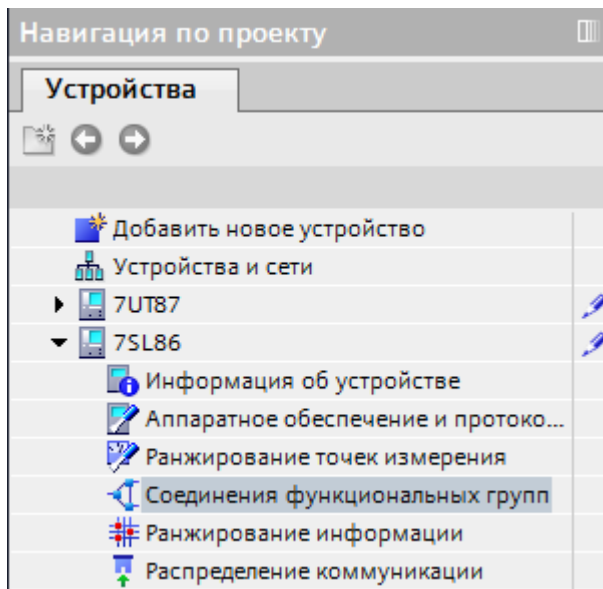 Навигация по проекту
Устройства
Добавить новое устройство
Устройства и сети
7UT87
7SL86
Информация об устройстве
Аппаратное обеспечение и протоко...
Ранжирование точек измерения
Соединения функциональных групп
Ранжирование информации
Распределение коммуникации